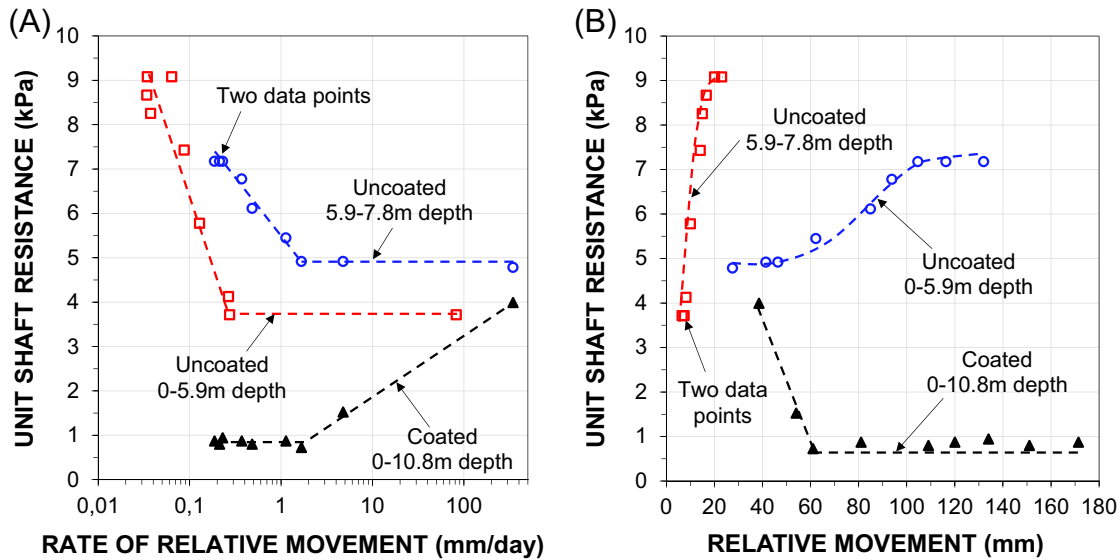 (A)
UNIT SHAFT RESISTANCE (kPa)
10
9
8
7
6
5
4
3
2
1
0
Two data points
Uncoated
5.9-7.8m depth
Uncoated
0-5.9m depth
Coated
0-10.8m depth
0,01
0,1
1
10
100
RATE OF RELATIVE MOVEMENT (mm/day)
(B)
UNIT SHAFT RESISTANCE (kPa)
10
9
8
7
6
5
4
3
2
1
0
Uncoated
5.9-7.8m depth
Uncoated
0-5.9m depth
Two data
points
Coated
0-10.8m depth
0
20
40
60
80
100
120
140
160
180
RELATIVE MOVEMENT (mm)